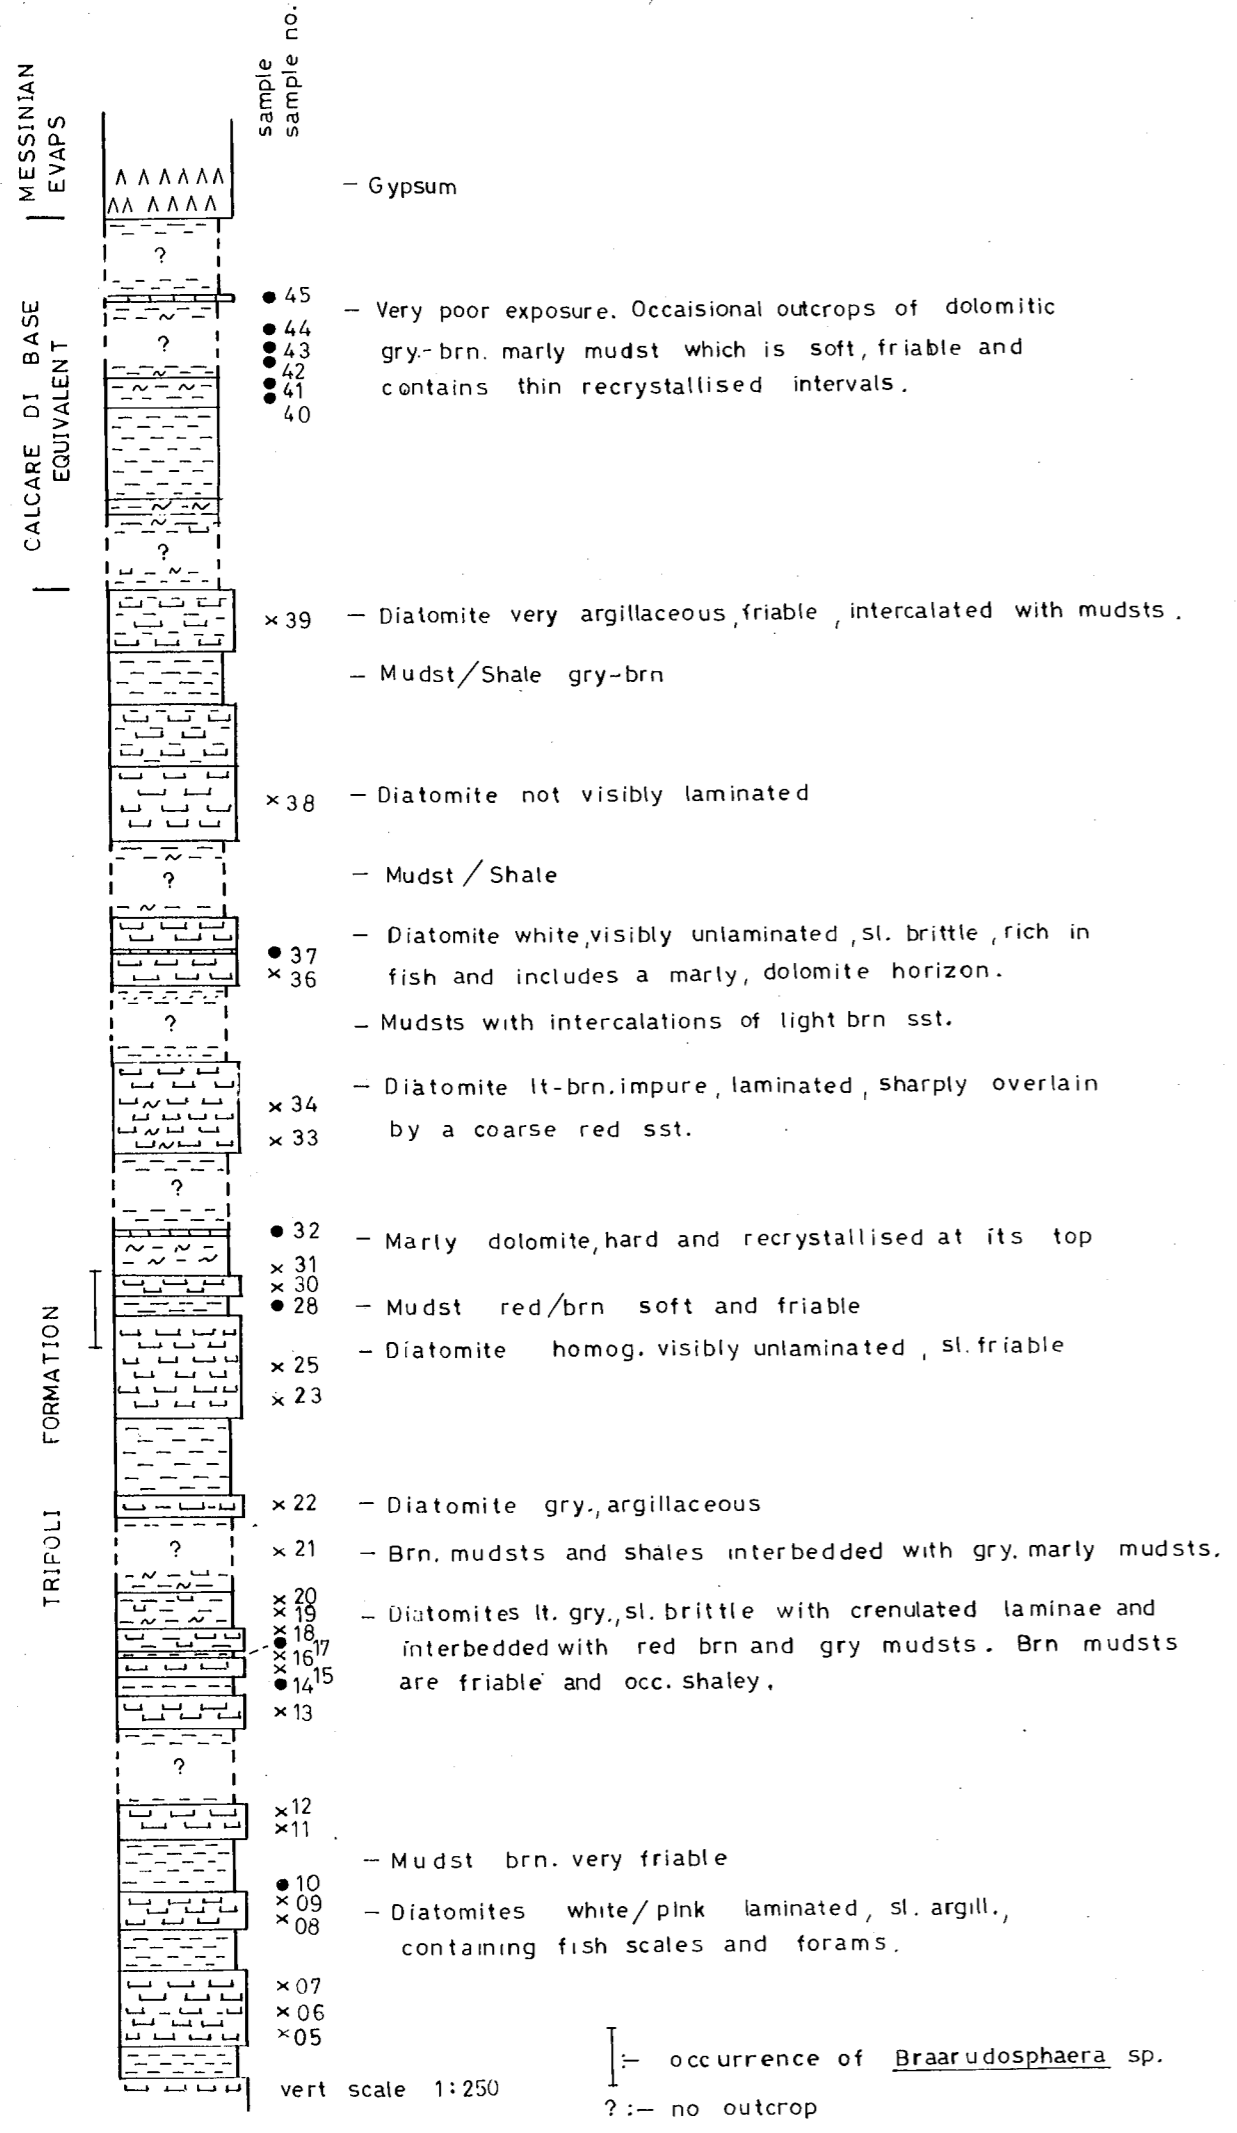 sample
sample no.
MESSINIAN
EVAPS
– Gypsum
?
45
– Very poor exposure. Occaisional outcrops of dolomitic
44
?
43
gry.- brn. marly mudst which is soft, friable and
42
41
contains thin recrystallised intervals.
40
CALCARE DI BASE
EQUIVALENT
?
x 39
– Diatomite very argillaceous, friable, intercalated with mudsts.
– Mudst/Shale gry-brn
x 38
– Diatomite not visibly laminated
?
– Mudst / Shale
– Diatomite white, visibly unlaminated, sl. brittle, rich in
37
x 36
fish and includes a marly, dolomite horizon.
?
– Mudsts with intercalations of light brn sst.
– Diatomite lt-brn. impure, laminated, sharply overlain
x 34
by a coarse red sst.
x 33
?
32
– Marly dolomite, hard and recrystallised at its top
x 31
x 30
28
– Mudst red/brn soft and friable
– Diatomite homog. visibly unlaminated, sl. friable
x 25
x 23
TRIPOLI FORMATION
x 22
– Diatomite gry., argillaceous
?
x 21
– Brn. mudsts and shales interbedded with gry. marly mudsts.
x 20
x 19
– Diatomites lt. gry., sl. brittle with crenulated laminae and
x 18
17
interbedded with red brn and gry mudsts. Brn mudsts
x 16
x 15
14
are friable and occ. shaley.
x 13
?
x 12
x 11
– Mudst brn. very friable
10
x 09
– Diatomites white/pink laminated, sl. argill.,
x 08
containing fish scales and forams.
x 07
x 06
x 05
:– occurrence of Braarudosphaera sp.
vert scale 1:250
? :– no outcrop